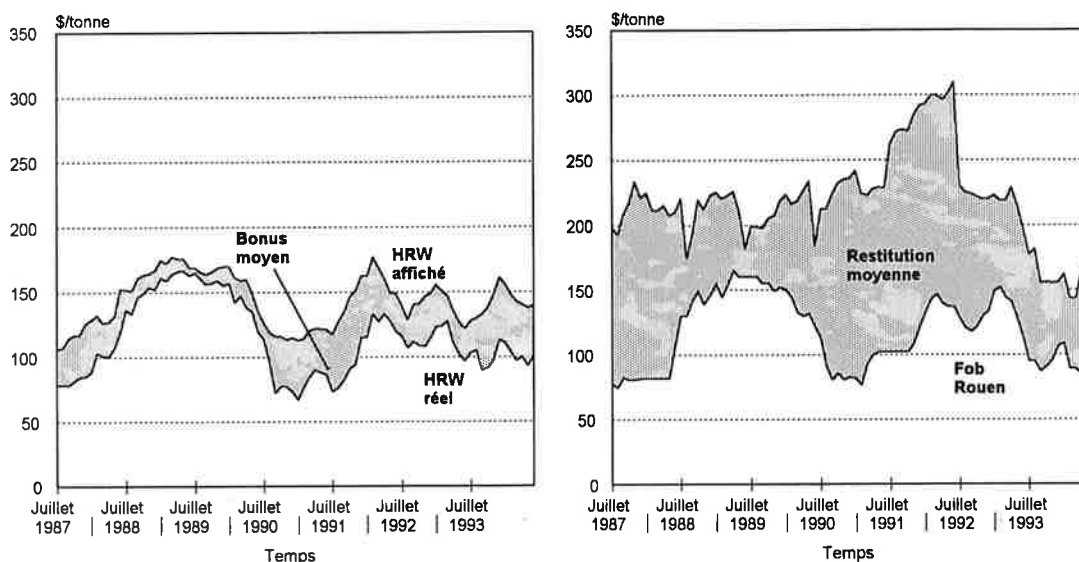 $/tonne
350
300
250
200
150
100
50
0
Bonus
moyen
HRW
affiché
HRW
réel
Juillet Juillet Juillet Juillet Juillet Juillet Juillet
1987 | 1988 | 1989 | 1990 | 1991 | 1992 | 1993
Temps
$/tonne
350
300
250
200
150
100
50
0
Restitution
moyenne
Fob
Rouen
Juillet Juillet Juillet Juillet Juillet Juillet Juillet
1987 | 1988 | 1989 | 1990 | 1991 | 1992 | 1993
Temps